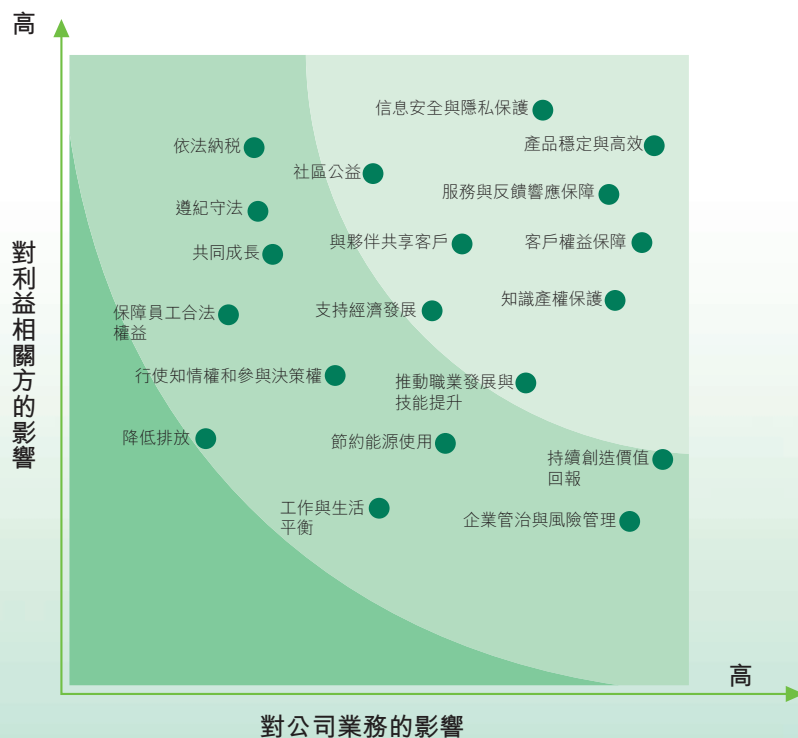 高
信息安全與隱私保護
依法納稅
產品穩定與高效
社區公益
服務與反饋響應保障
遵紀守法
與夥伴共享客戶
客戶權益保障
共同成長
知識產權保護
保障員工合法
權益
支持經濟發展
行使知情權和參與決策權
推動職業發展與
技能提升
降低排放
節約能源使用
持續創造價值
回報
工作與生活
平衡
企業管治與風險管理
對利益相關方的影響
高
對公司業務的影響